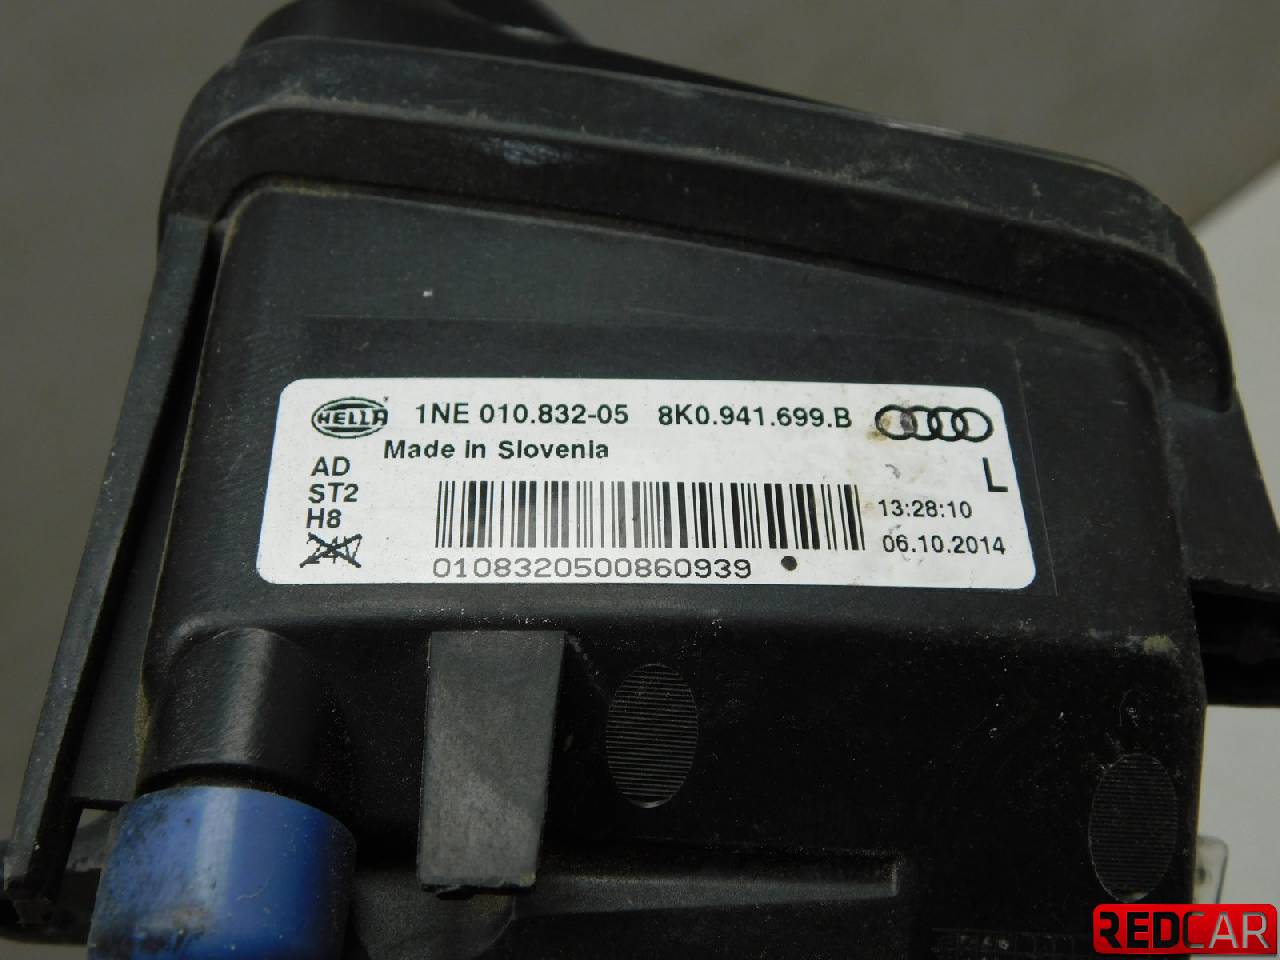 HELLA 1NE 010.832-05 8K0.941.699.B
Made in Slovenia
L
AD
ST2
H8
13:28:10
06.10.2014
0108320500860939
REDCAR